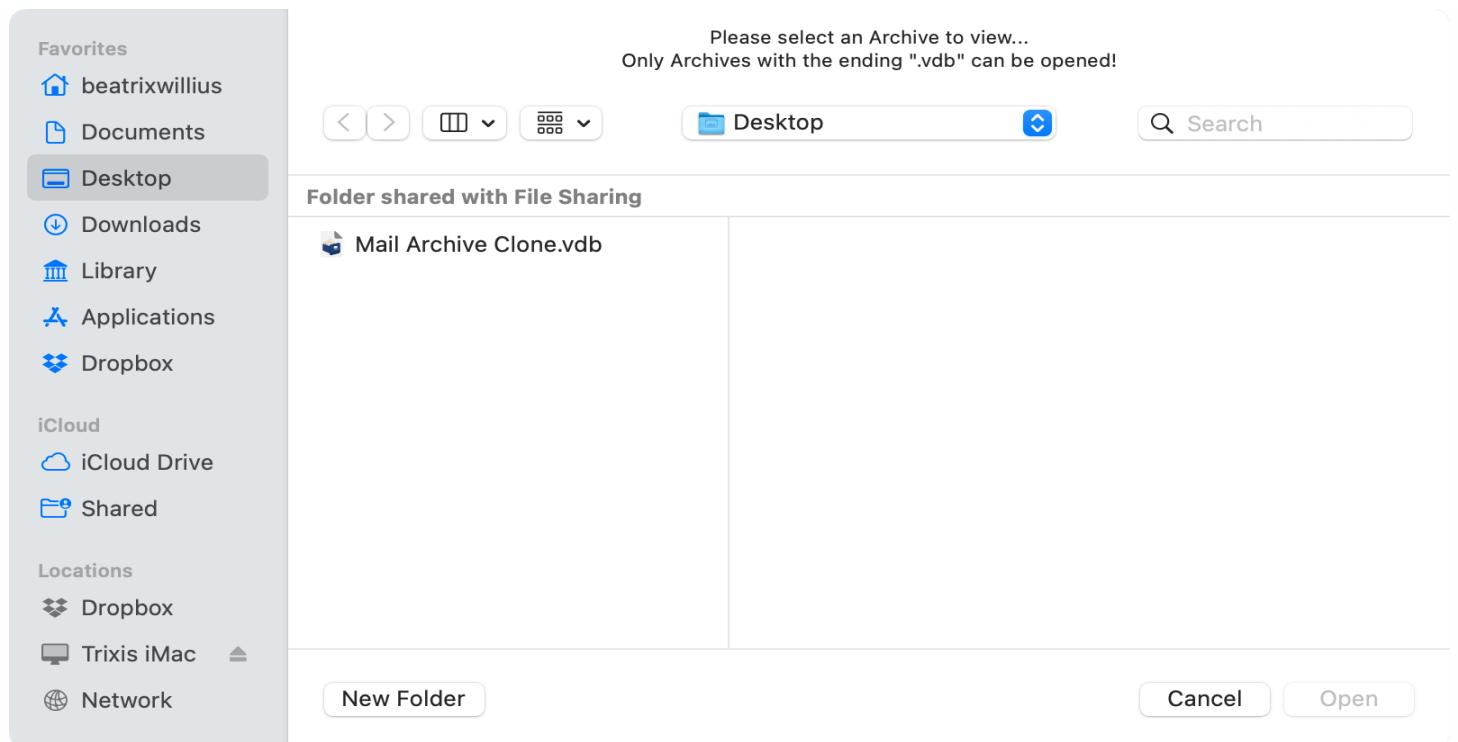 Please select an Archive to view...
Only Archives with the ending ".vdb" can be opened!
Favorites
beatrixwillius
Documents
Desktop
Downloads
Library
Applications
Dropbox
iCloud
iCloud Drive
Shared
Locations
Dropbox
Trixis iMac
Network
Desktop
Search
Folder shared with File Sharing
Mail Archive Clone.vdb
New Folder
Cancel
Open